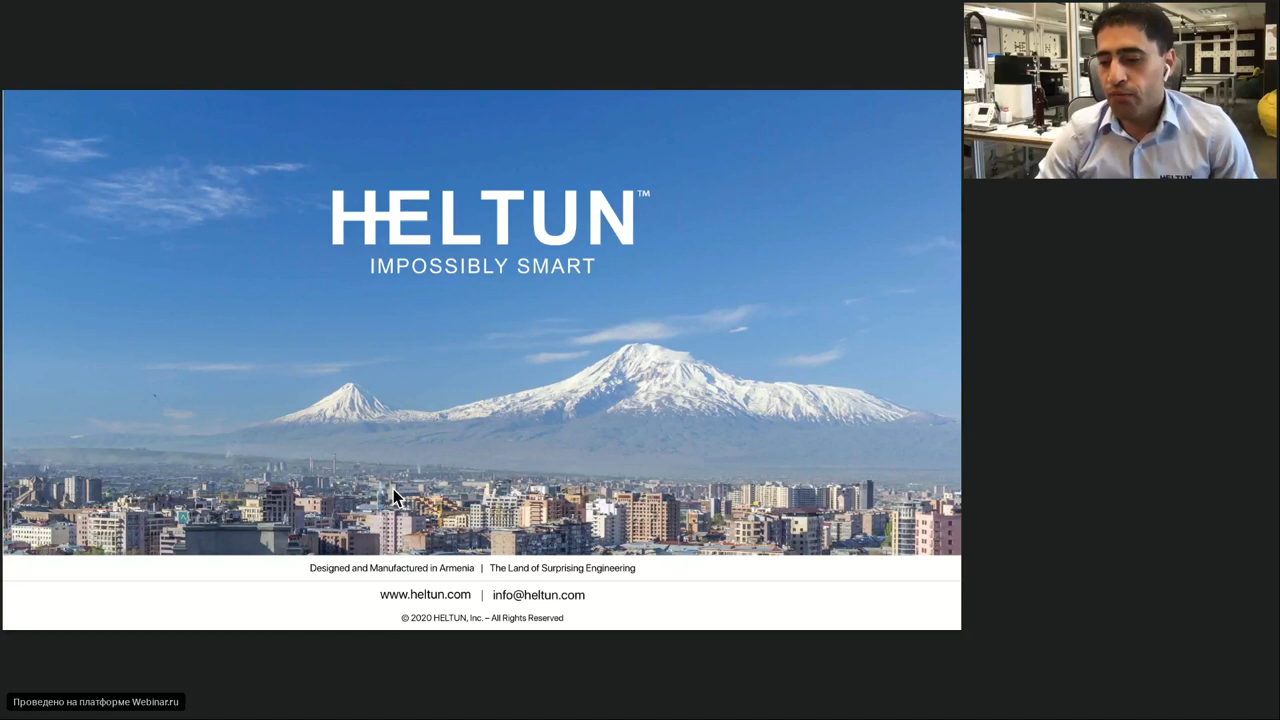 HELTUN™
IMPOSSIBLY SMART
HELTUN
Designed and Manufactured in Armenia | The Land of Surprising Engineering
www.heltun.com | info@heltun.com
© 2020 HELTUN, Inc. – All Rights Reserved
Проведено на платформе Webinar.ru